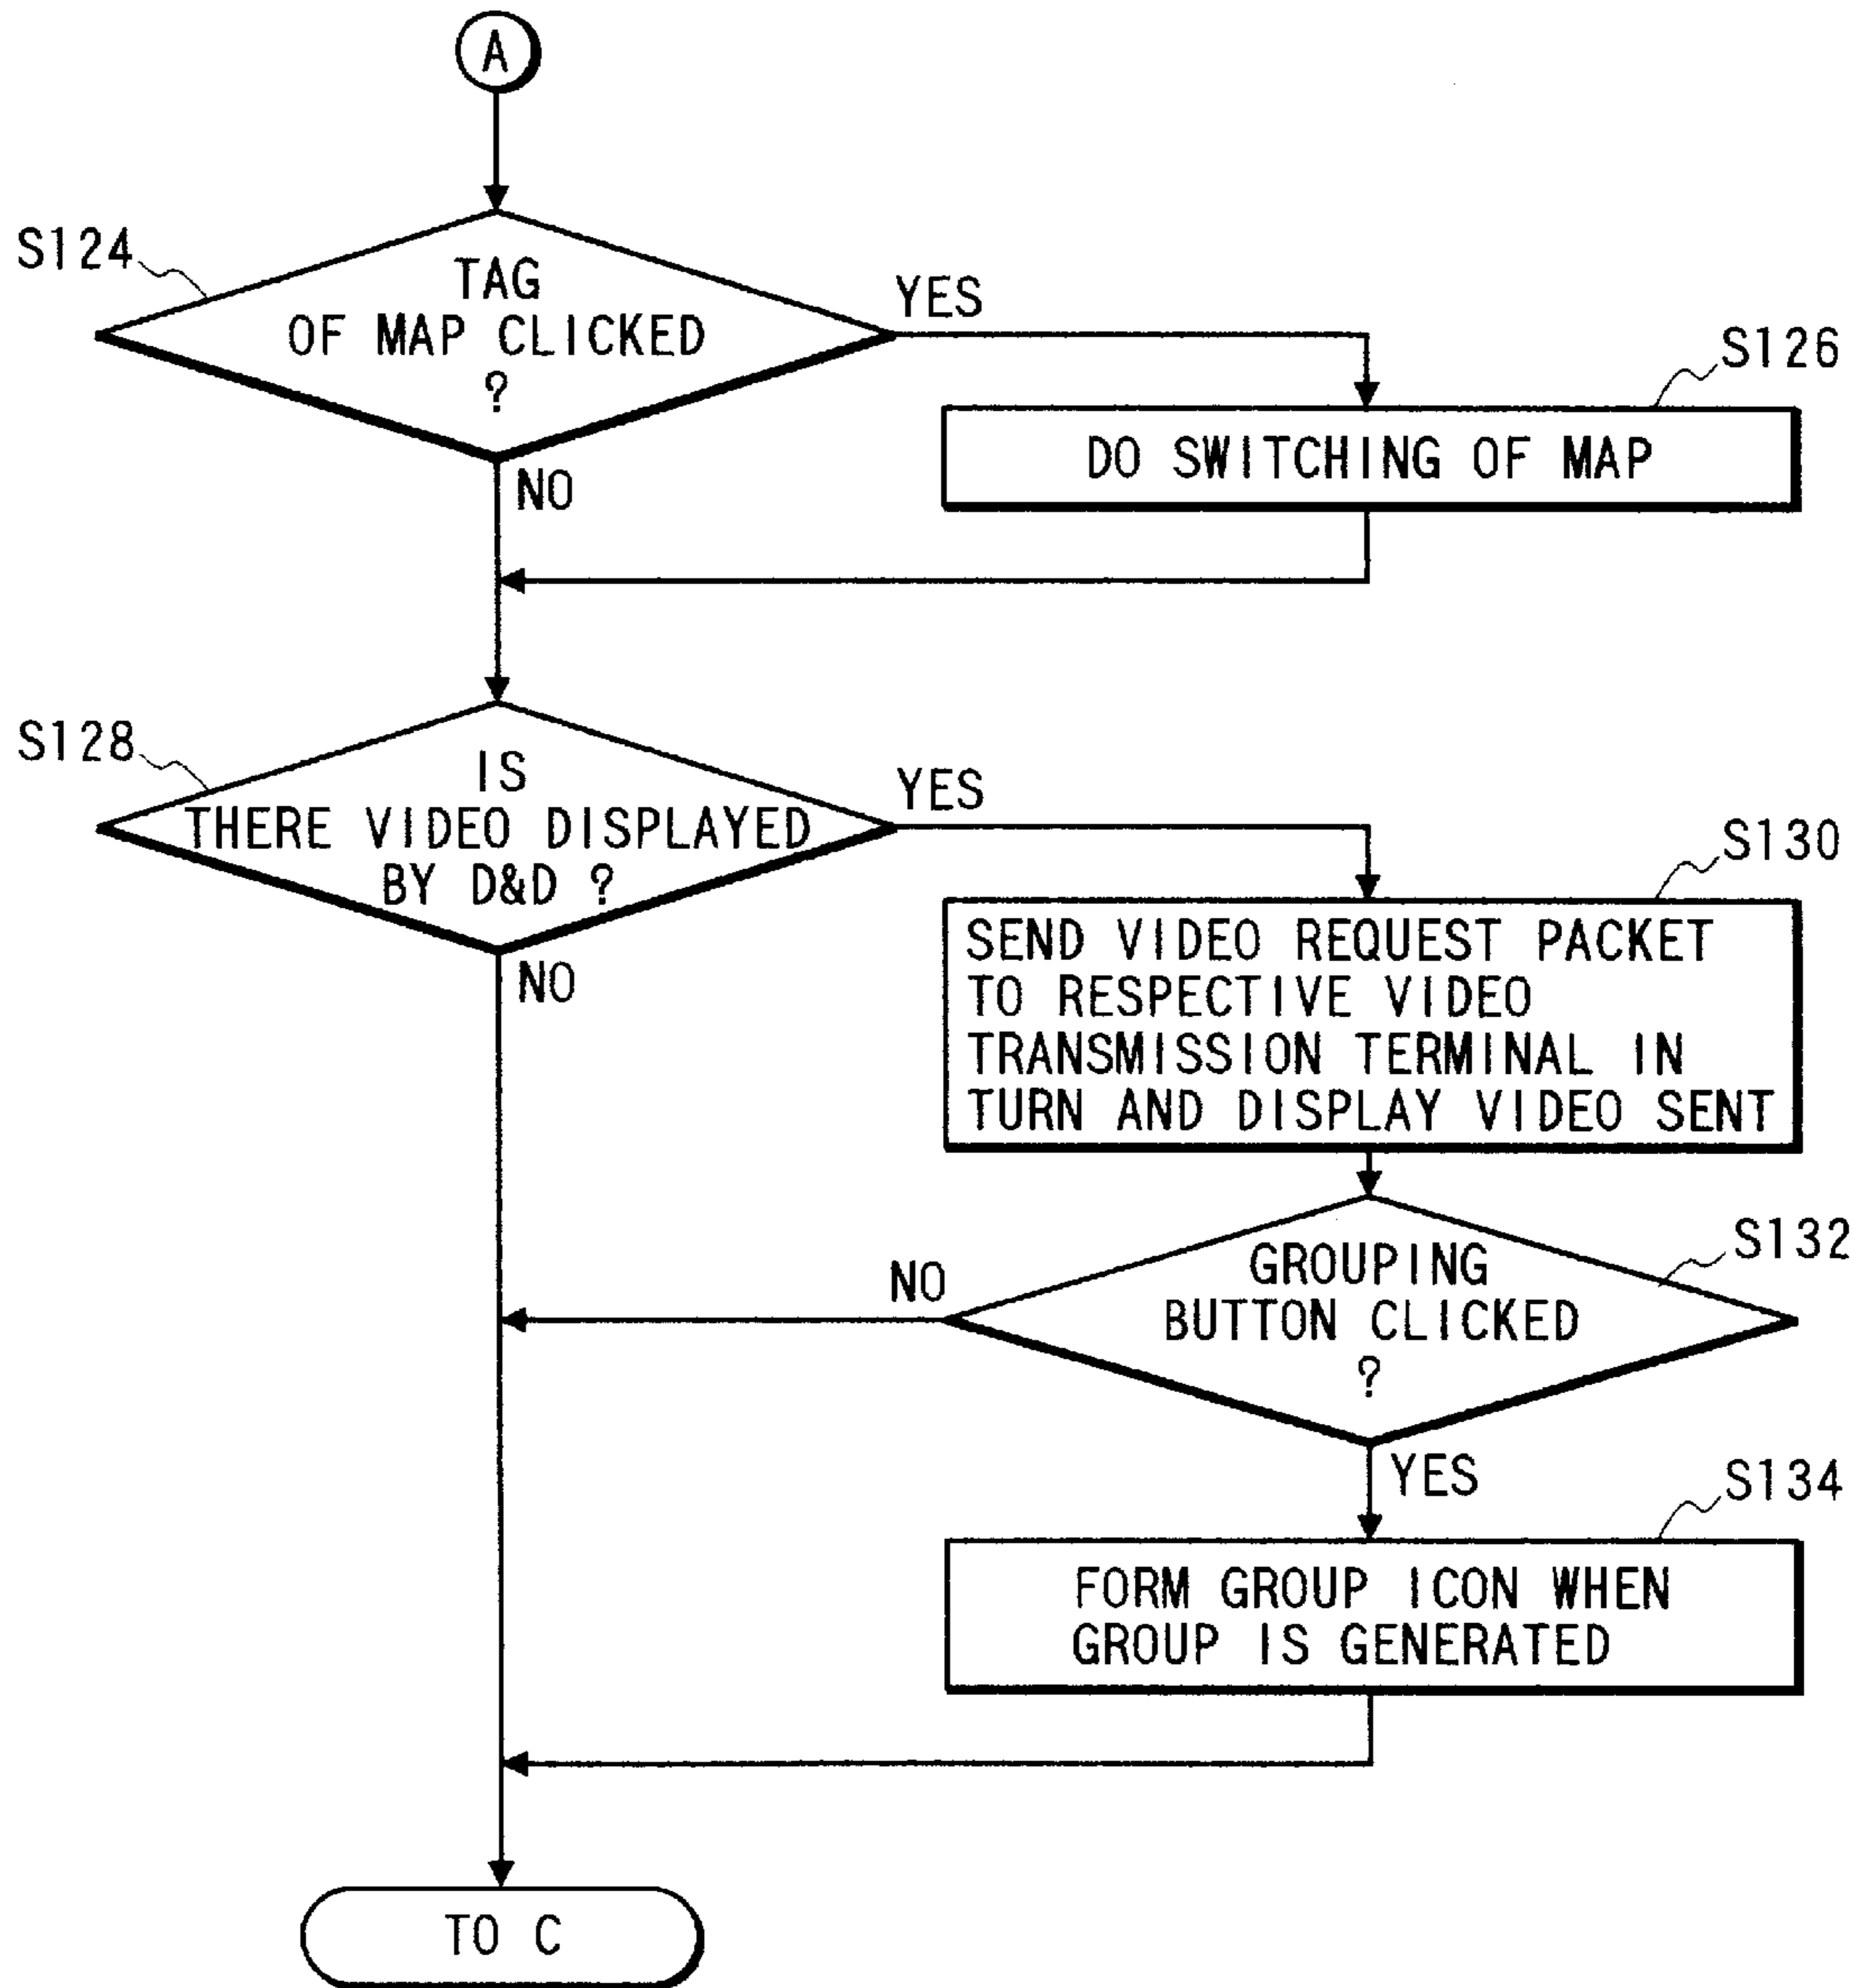 A
S124
TAG
OF MAP CLICKED
?
YES
S126
DO SWITCHING OF MAP
NO
S128
IS
THERE VIDEO DISPLAYED
BY D&D ?
YES
S130
SEND VIDEO REQUEST PACKET
TO RESPECTIVE VIDEO
TRANSMISSION TERMINAL IN
TURN AND DISPLAY VIDEO SENT
NO
S132
GROUPING
BUTTON CLICKED
?
NO
YES
S134
FORM GROUP ICON WHEN
GROUP IS GENERATED
TO C